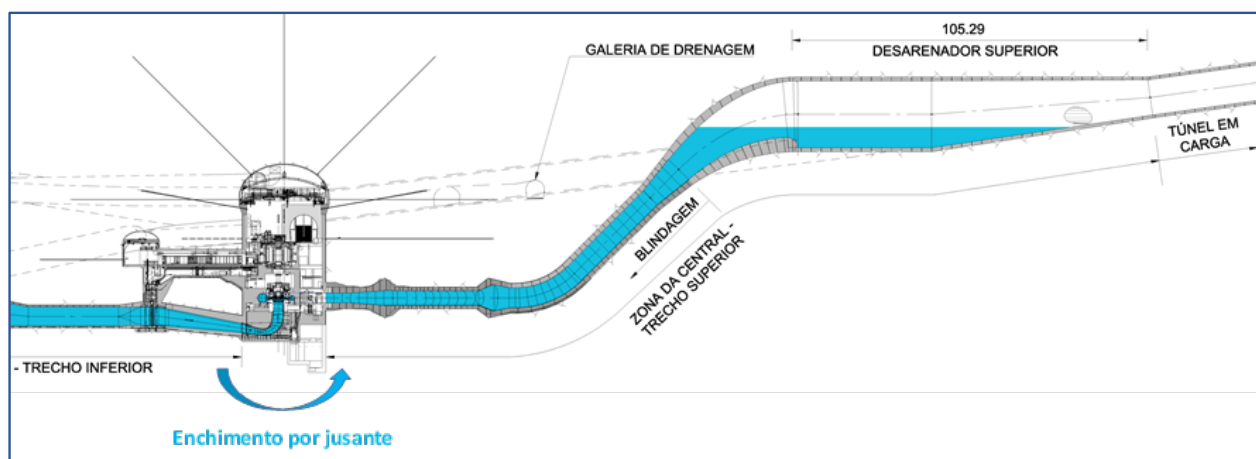 105.29
GALERIA DE DRENAGEM
DESARENADOR SUPERIOR
TÚNEL EM
CARGA
BLINDAGEM
ZONA DA CENTRAL -
TRECHO SUPERIOR
- TRECHO INFERIOR
Enchimento por jusante